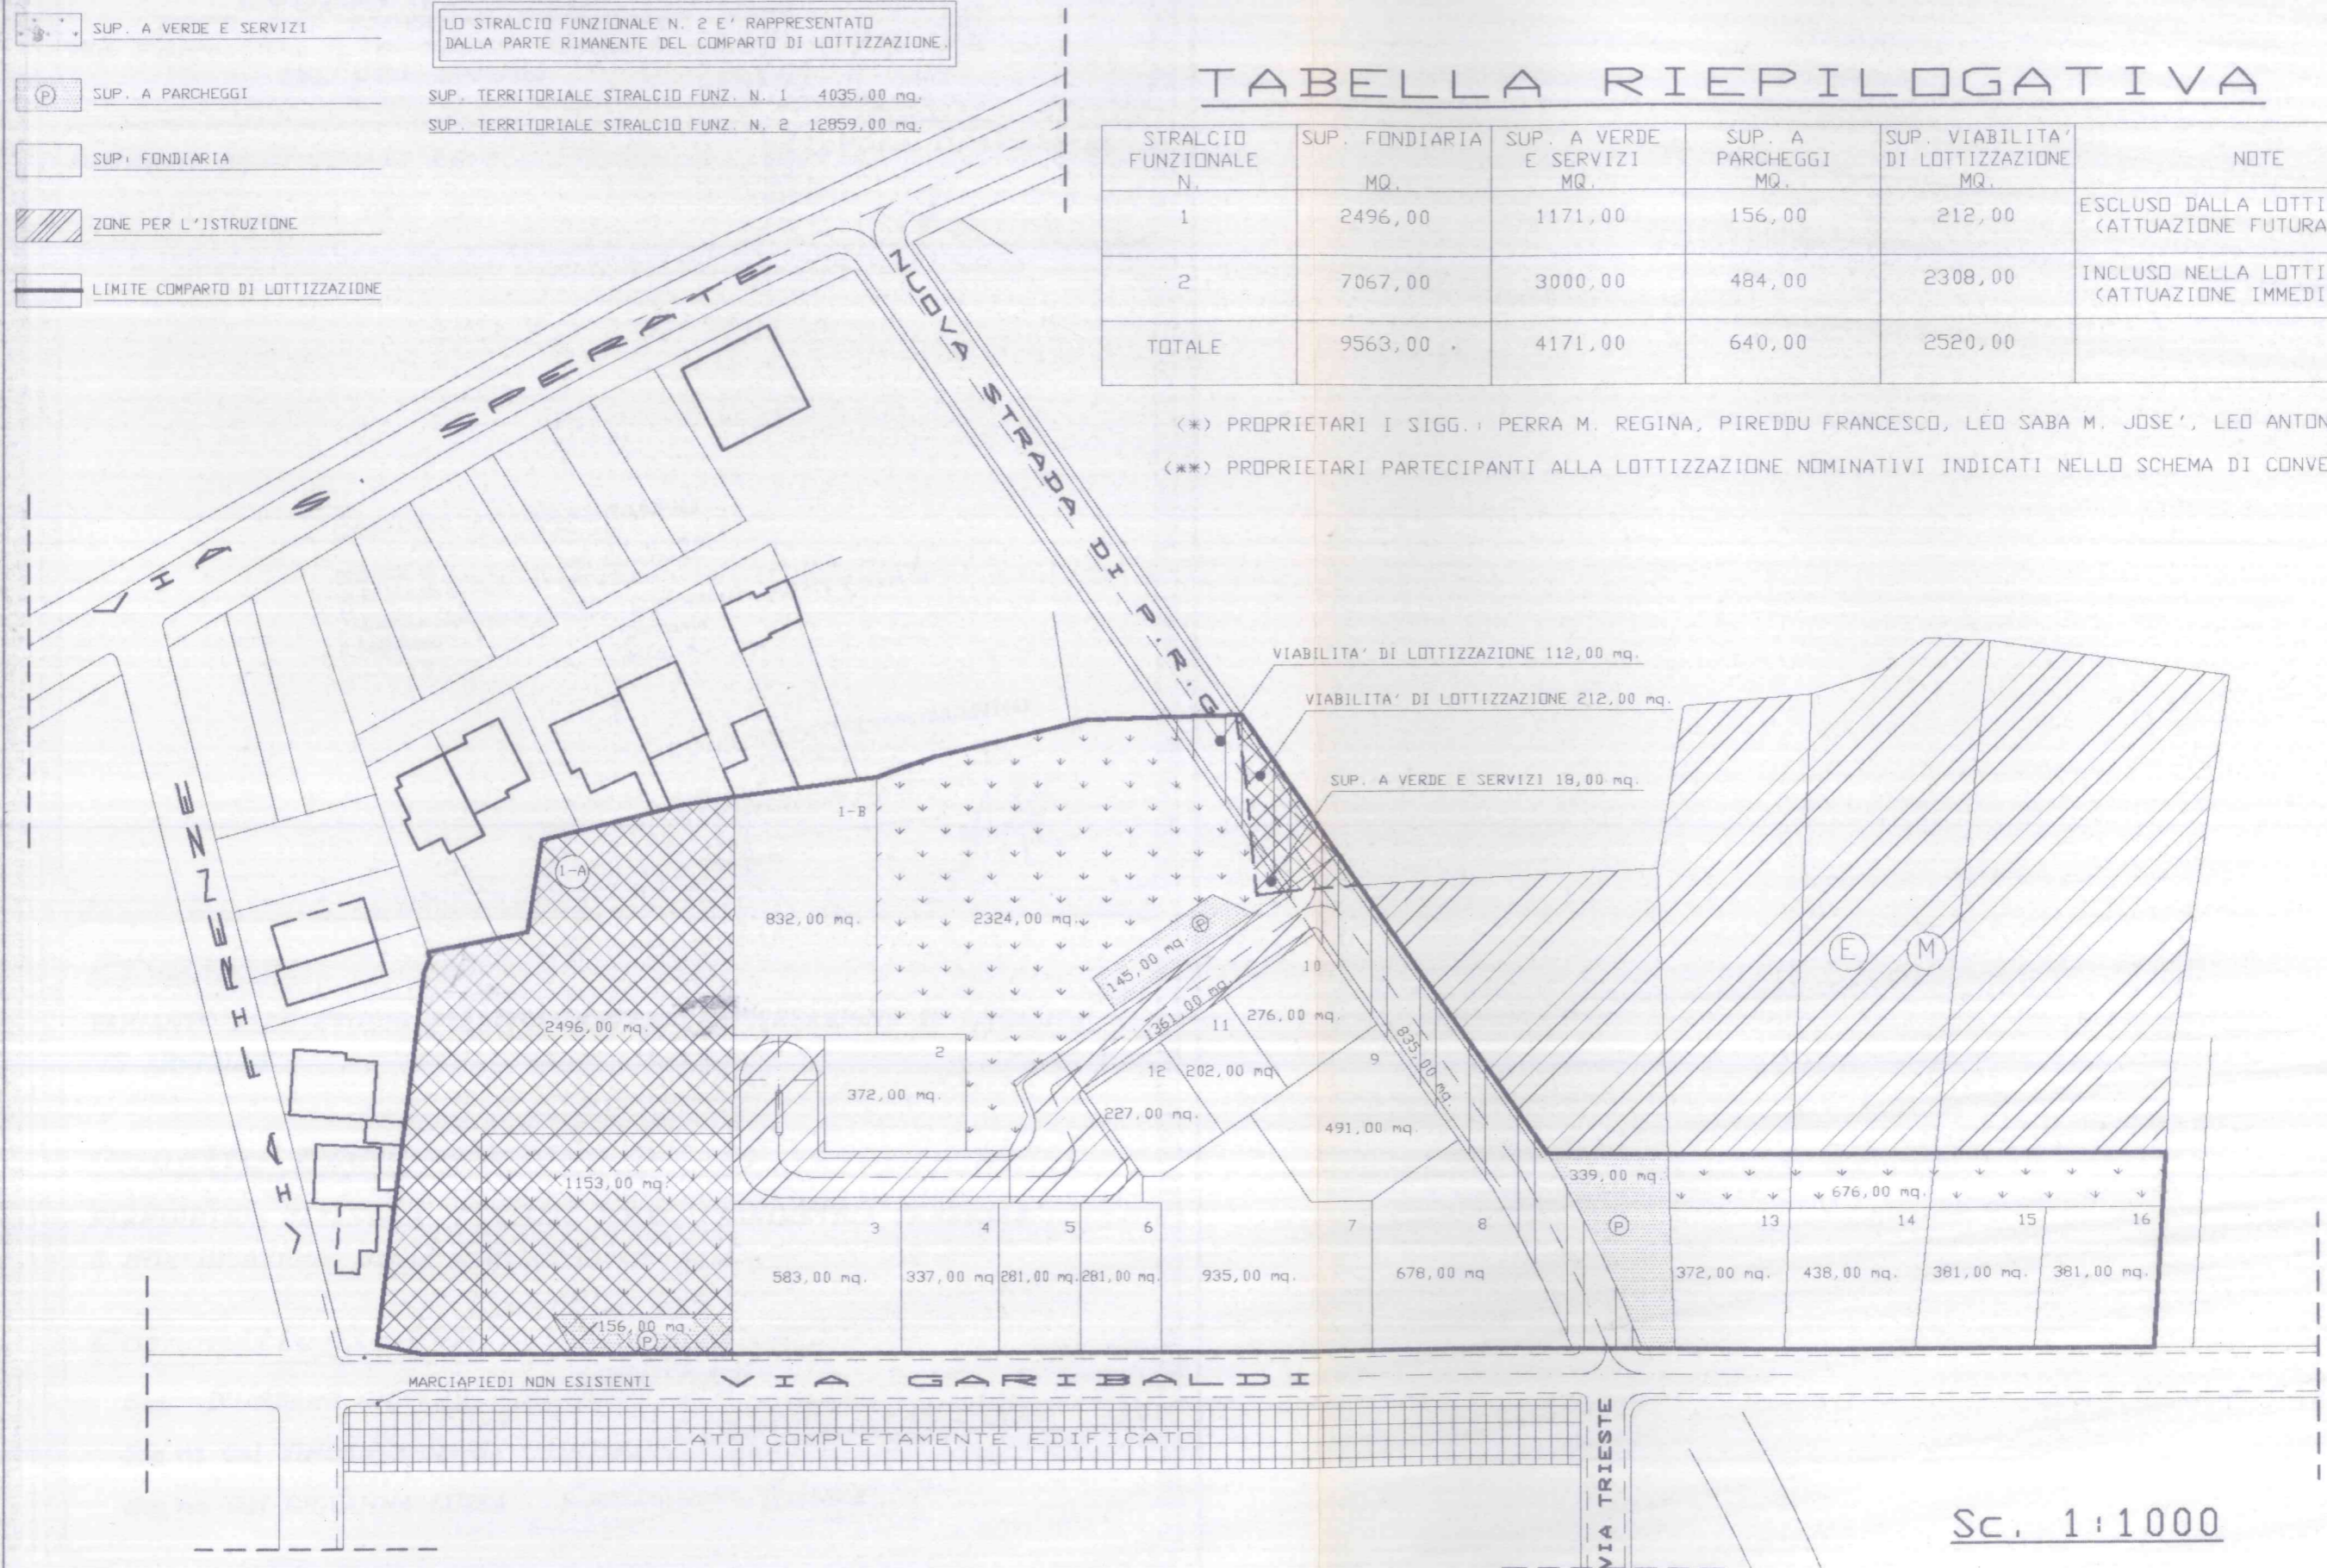 SUP. A VERDE E SERVIZI
P SUP. A PARCHEGGI
SUP. FONDIARIA
ZONE PER L'ISTRUZIONE
LIMITE COMPARTO DI LOTTIZZAZIONE
LO STRALCIO FUNZIONALE N. 2 E' RAPPRESENTATO
DALLA PARTE RIMANENTE DEL COMPARTO DI LOTTIZZAZIONE.
SUP. TERRITORIALE STRALCIO FUNZ. N. 1 4035,00 mq.
SUP. TERRITORIALE STRALCIO FUNZ. N. 2 12859,00 mq.
TABELLA RIEPILOGATIVA
STRALCIO FUNZIONALE N. SUP. FONDIARIA MQ. SUP. A VERDE E SERVIZI MQ. SUP. A PARCHEGGI MQ. SUP. VIABILITA' DI LOTTIZZAZIONE MQ. NOTE
1 2496,00 1171,00 156,00 212,00 ESCLUSO DALLA LOTTI
(ATTUAZIONE FUTURA
2 7067,00 3000,00 484,00 2308,00 INCLUSO NELLA LOTTI
(ATTUAZIONE IMMEDI
TOTALE 9563,00 4171,00 640,00 2520,00
(*) PROPRIETARI I SIGG.: PERRA M. REGINA, PIREDDU FRANCESCO, LEO SABA M. JOSE', LEO ANTON
(**) PROPRIETARI PARTECIPANTI ALLA LOTTIZZAZIONE NOMINATIVI INDICATI NELLO SCHEMA DI CONVE
VIA S. SPERATE
NUOVA STRADA DI P.R.G
VIA FIRENZE
VIABILITA' DI LOTTIZZAZIONE 112,00 mq.
VIABILITA' DI LOTTIZZAZIONE 212,00 mq.
SUP. A VERDE E SERVIZI 18,00 mq.
1-A
1-B
832,00 mq.
2324,00 mq.
145,00 mq. P
1361,00 mq.
E M
10
276,00 mq.
11
202,00 mq.
12
227,00 mq.
9
491,00 mq.
835,00 mq.
2496,00 mq.
2
372,00 mq.
1153,00 mq.
156,00 mq.
P
3
583,00 mq.
4
337,00 mq
5
281,00 mq.
6
281,00 mq.
7
935,00 mq.
8
678,00 mq
339,00 mq.
P
676,00 mq.
13
372,00 mq.
14
438,00 mq.
15
381,00 mq.
16
381,00 mq.
MARCIAPIEDI NON ESISTENTI
VIA GARIBALDI
LATO COMPLETAMENTE EDIFICATO
VIA TRIESTE
Sc. 1:1000